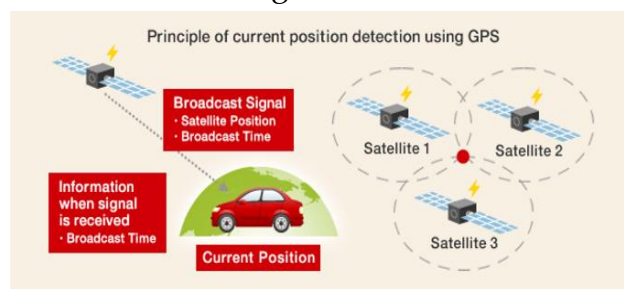 Principle of current position detection using GPS
Broadcast Signal
· Satellite Position
· Broadcast Time
Information
when signal
is received
· Broadcast Time
Current Position
Satellite 1
Satellite 2
Satellite 3